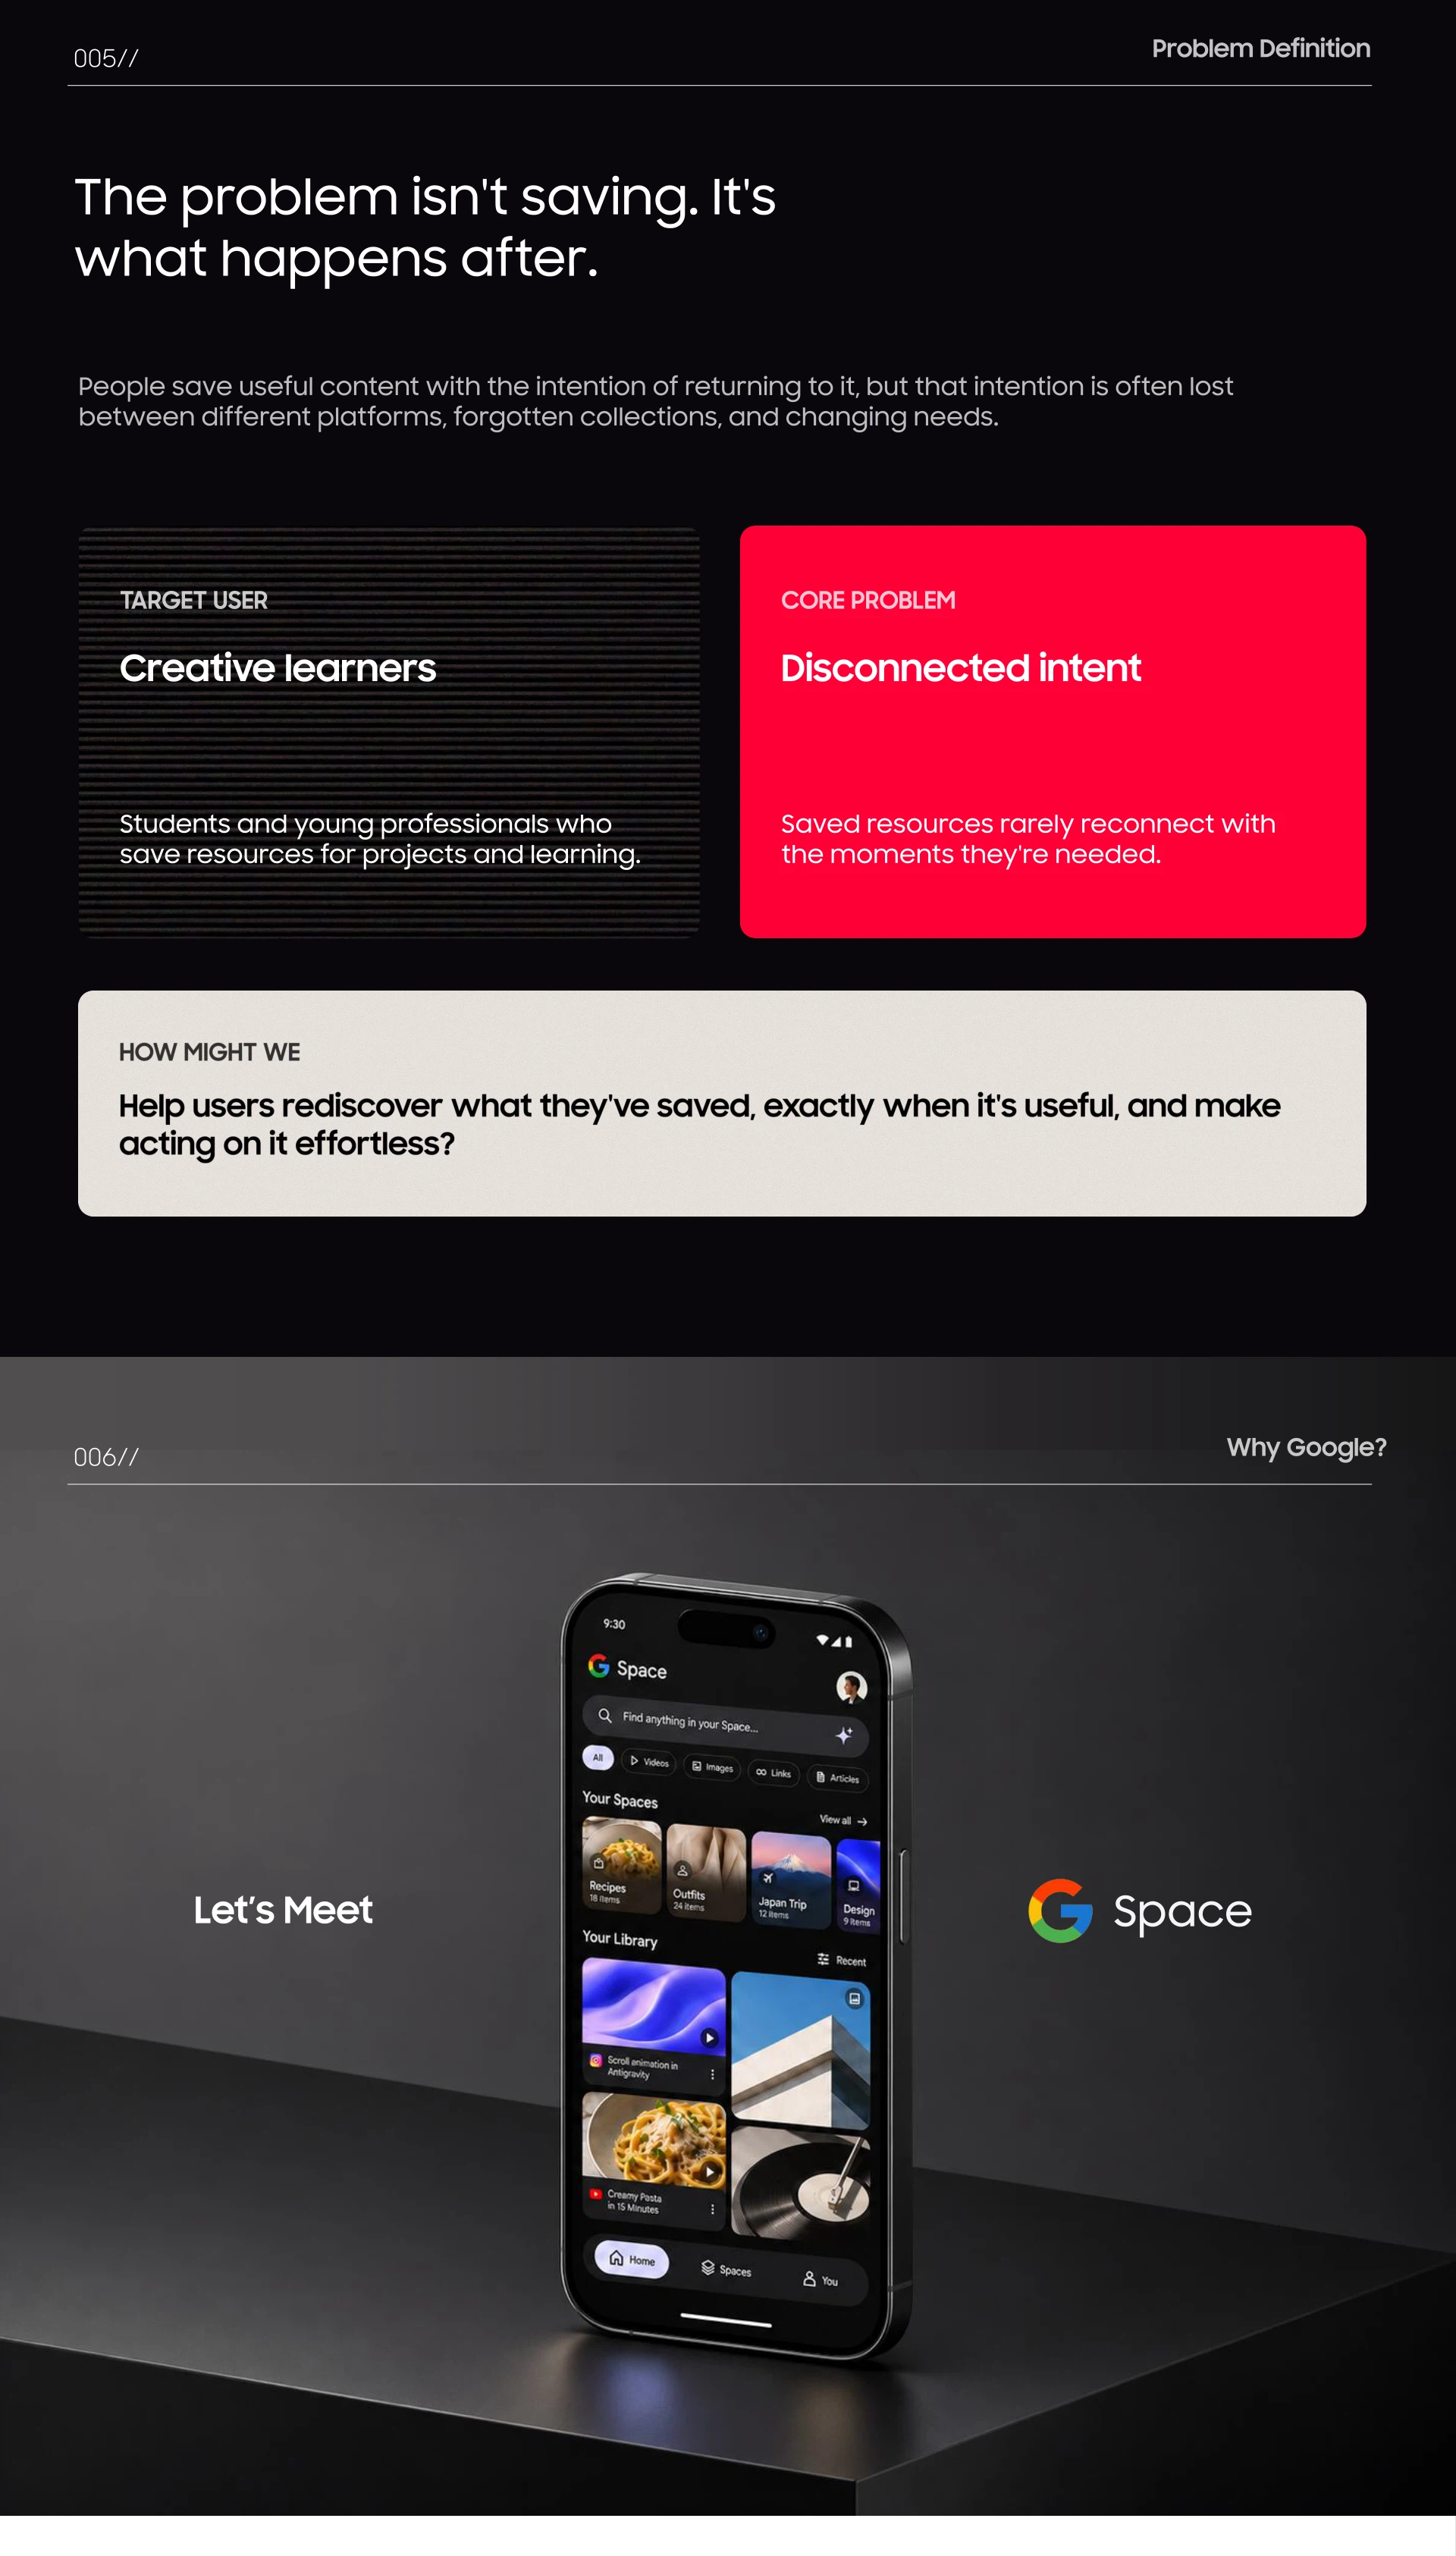 005//
Problem Definition
The problem isn't saving. It's
what happens after.
People save useful content with the intention of returning to it, but that intention is often lost
between different platforms, forgotten collections, and changing needs.
TARGET USER
Creative learners
Students and young professionals who
save resources for projects and learning.
CORE PROBLEM
Disconnected intent
Saved resources rarely reconnect with
the moments they're needed.
HOW MIGHT WE
Help users rediscover what they've saved, exactly when it's useful, and make
acting on it effortless?
006//
Why Google?
Let's Meet
9:30
G Space
Find anything in your Space...
All
Videos
Images
Links
Articles
Your Spaces
View all →
Recipes
18 items
Outfits
24 items
Japan Trip
12 items
Design
9 items
Your Library
Recent
Scroll animation in
Antigravity
Creamy Pasta
in 15 Minutes
Home
Spaces
You
G Space